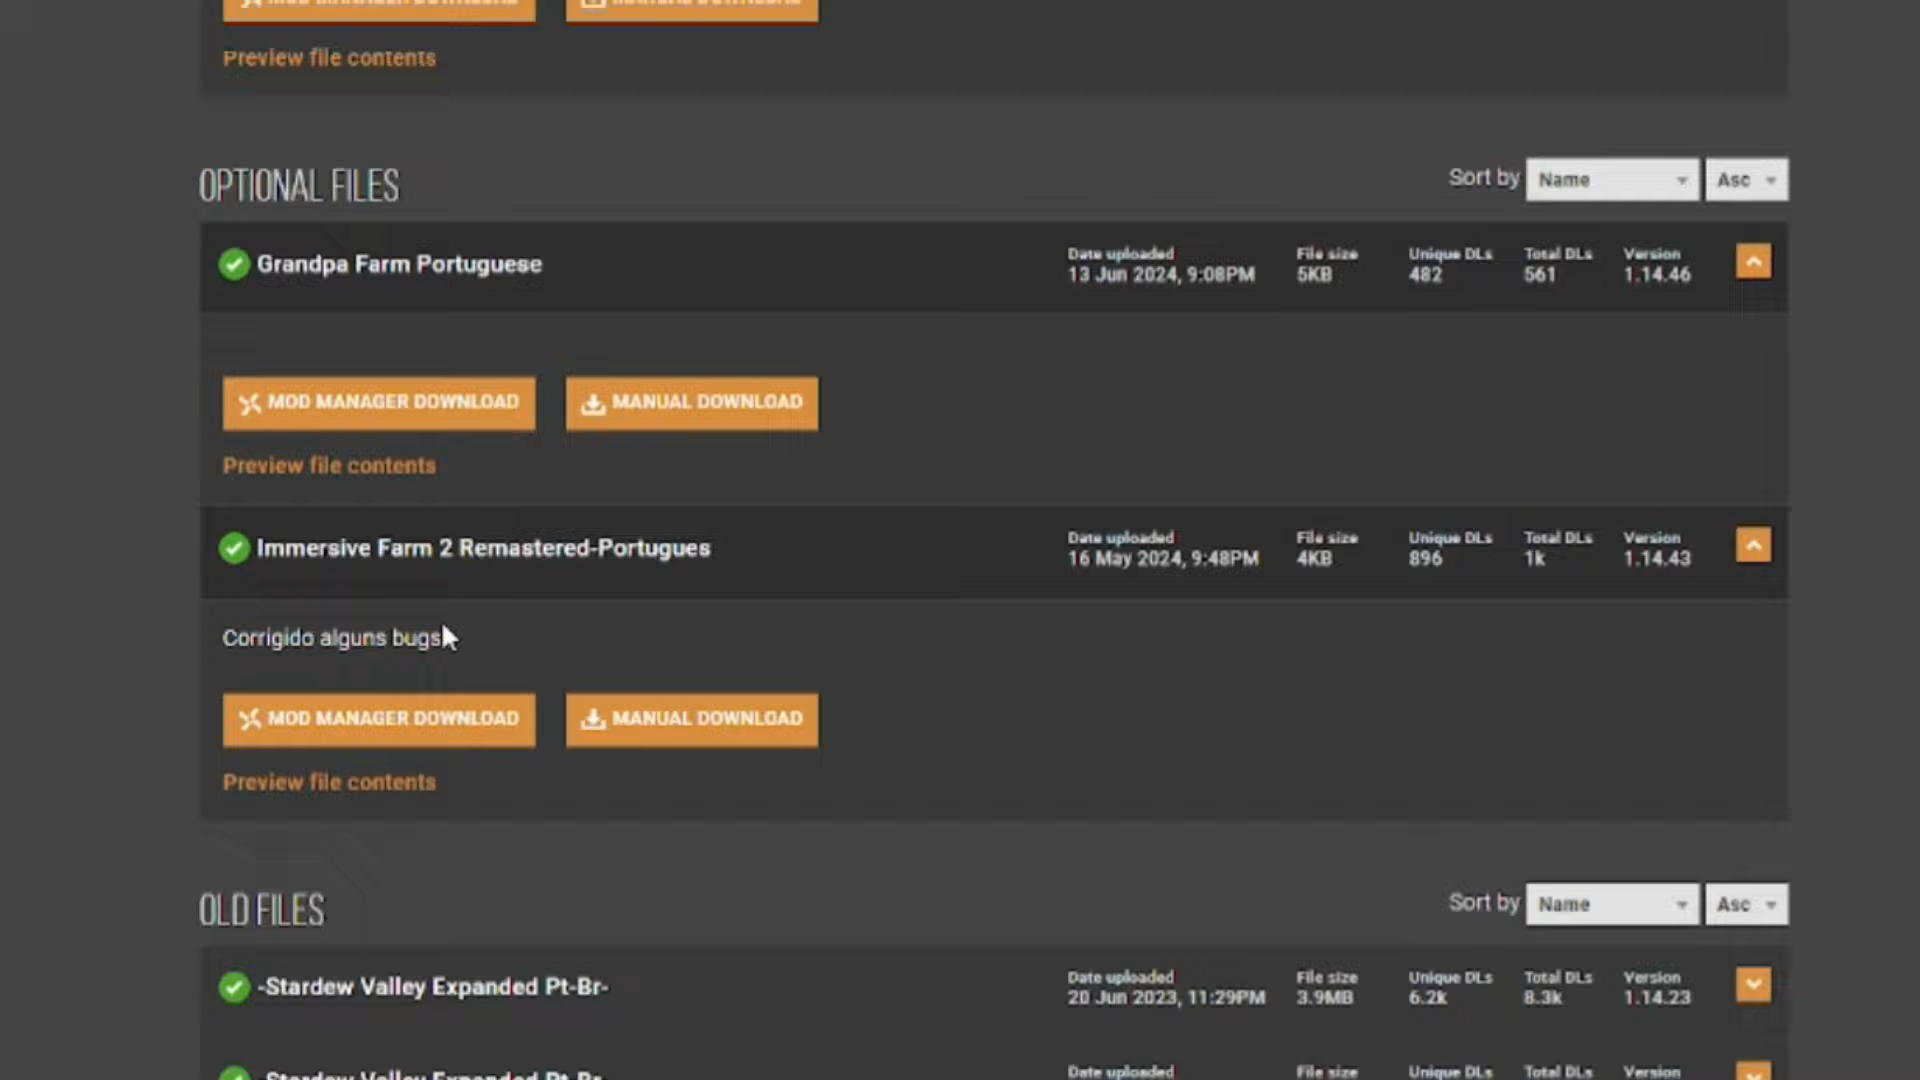 Preview file contents
OPTIONAL FILES
Sort by Name Asc
Grandpa Farm Portuguese
Date uploaded File size Unique DLs Total DLs Version
13 Jun 2024, 9:08PM 5KB 482 561 1.14.46
MOD MANAGER DOWNLOAD MANUAL DOWNLOAD
Preview file contents
Immersive Farm 2 Remastered-Portugues
Date uploaded File size Unique DLs Total DLs Version
16 May 2024, 9:48PM 4KB 896 1k 1.14.43
Corrigido alguns bugs
MOD MANAGER DOWNLOAD MANUAL DOWNLOAD
Preview file contents
OLD FILES
Sort by Name Asc
-Stardew Valley Expanded Pt-Br-
Date uploaded File size Unique DLs Total DLs Version
20 Jun 2023, 11:29PM 3.9MB 6.2k 8.3k 1.14.23
-Stardew Valley Expanded Pt-Br-
Date uploaded File size Unique DLs Total DLs Version